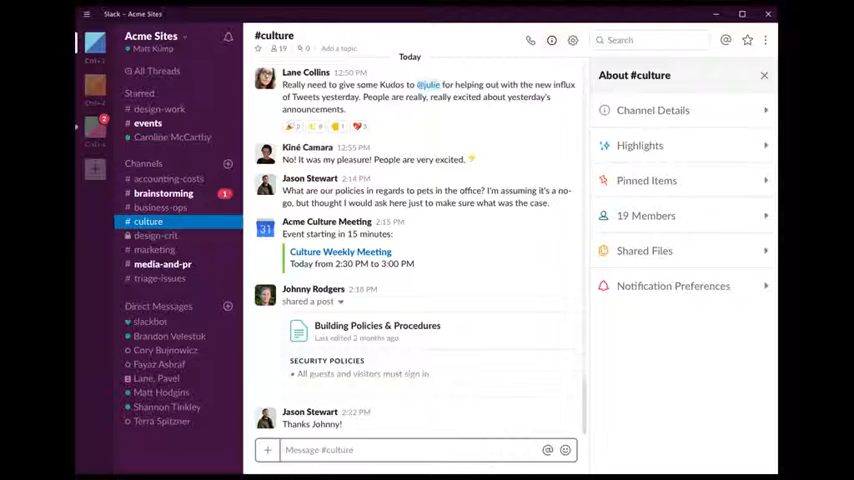 Slack - Acme Sites
Acme Sites
Matt Kump
All Threads
Starred
# design-work
# events
Caroline McCarthy
Channels
# accounting-costs
# brainstorming 1
# business-ops
# culture
design-crit
# marketing
# media-and-pr
# triage-issues
Direct Messages
slackbot
Brandon Velestuk
Cory Bujnowicz
Fayaz Ashraf
Lane, Pavel
Matt Hodgins
Shannon Tinkley
Terra Spitzner
2
#culture
19
0
Add a topic
Today
Lane Collins 12:50 PM
Really need to give some Kudos to @julie for helping out with the new influx
of Tweets yesterday. People are really, really excited about yesterday's
announcements.
Kiné Camara 12:55 PM
No! It was my pleasure! People are very excited.
Jason Stewart 2:14 PM
What are our policies in regards to pets in the office? I'm assuming it's a no-
go, but thought I would ask here just to make sure what was the case.
31
Acme Culture Meeting 2:15 PM
Event starting in 15 minutes:
Culture Weekly Meeting
Today from 2:30 PM to 3:00 PM
Johnny Rodgers 2:18 PM
shared a post
Building Policies & Procedures
Last edited 2 months ago
SECURITY POLICIES
• All guests and visitors must sign in
Jason Stewart 2:22 PM
Thanks Johnny!
Message #culture
Search
About #culture
Channel Details
Highlights
Pinned Items
19 Members
Shared Files
Notification Preferences